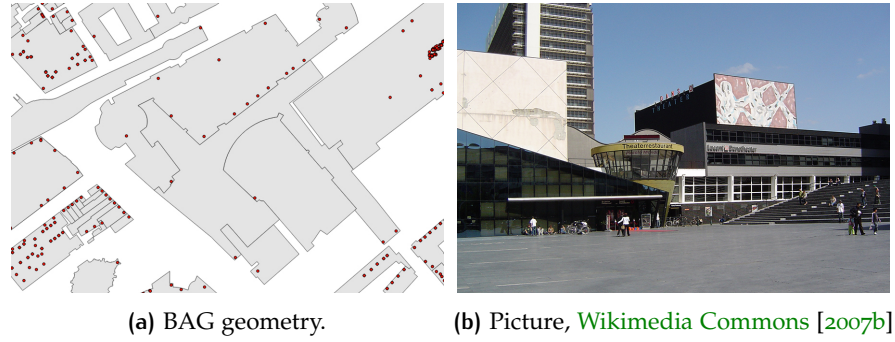 Theaterrestaurant
(a) BAG geometry.
(b) Picture, Wikimedia Commons [2007b]